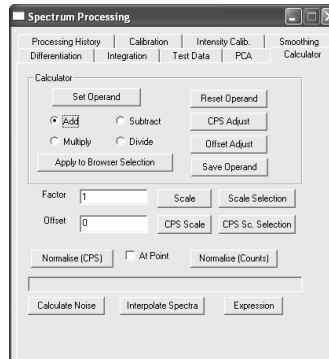 Spectrum Processing
Processing History Calibration Intensity Calib. Smoothing
Differentiation Integration Test Data PCA Calculator
Calculator
Set Operand Reset Operand
Add Subtract CPS Adjust
Multiply Divide Offset Adjust
Apply to Browser Selection Save Operand
Factor 1 Scale Scale Selection
Offset 0 CPS Scale CPS Sc. Selection
Normalise (CPS) At Point Normalise (Counts)
Calculate Noise Interpolate Spectra Expression